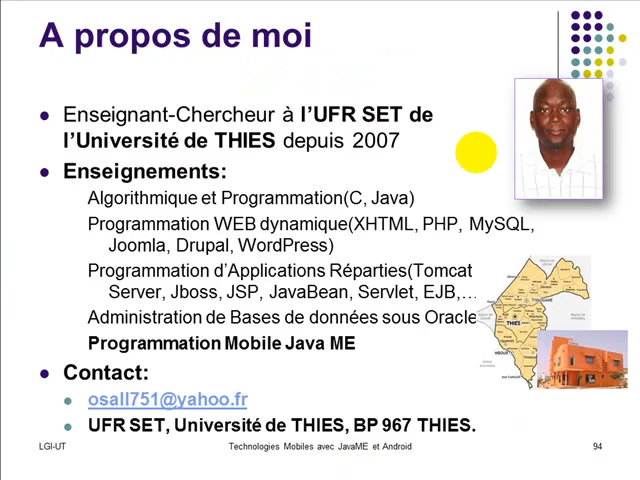 A propos de moi
Enseignant-Chercheur à l'UFR SET de
l'Université de THIES depuis 2007
Enseignements:
Algorithmique et Programmation(C, Java)
Programmation WEB dynamique(XHTML, PHP, MySQL,
Joomla, Drupal, WordPress)
Programmation d'Applications Réparties(Tomcat
Server, Jboss, JSP, JavaBean, Servlet, EJB,…
Administration de Bases de données sous Oracle
Programmation Mobile Java ME
THIES
Contact:
osall751@yahoo.fr
UFR SET, Université de THIES, BP 967 THIES.
LGI-UT
Technologies Mobiles avec JavaME et Android
94